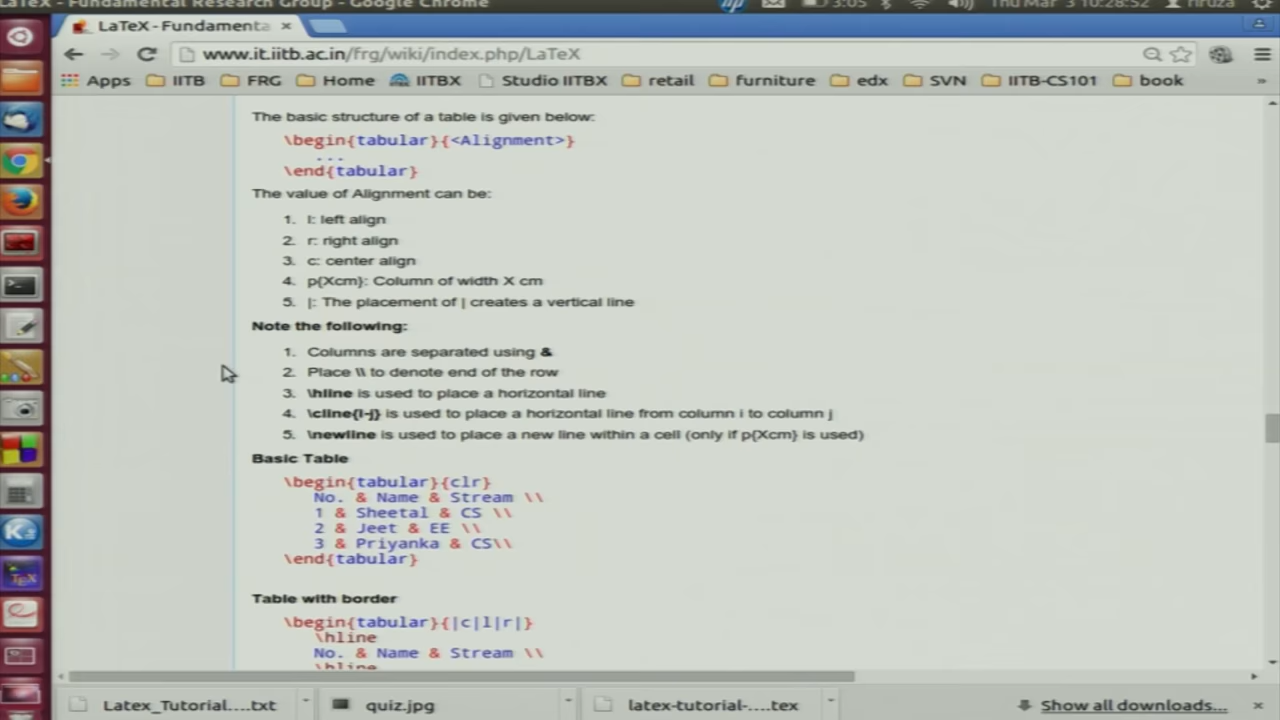 LaTeX - Fundamental Research Group - Google Chrome
3:05
Thu Mar 3 10:28:52
firuza
LaTeX - Fundamenta
www.it.iitb.ac.in/frg/wiki/index.php/LaTeX
Apps IITB FRG Home IITBX Studio IITBX retail furniture edx SVN IITB-CS101 book »
The basic structure of a table is given below:
\begin{tabular}{<Alignment>}
...
\end{tabular}
The value of Alignment can be:
1. l: left align
2. r: right align
3. c: center align
4. p{Xcm}: Column of width X cm
5. |: The placement of | creates a vertical line
Note the following:
1. Columns are separated using &
2. Place \\ to denote end of the row
3. \hline is used to place a horizontal line
4. \cline{i-j} is used to place a horizontal line from column i to column j
5. \newline is used to place a new line within a cell (only if p{Xcm} is used)
Basic Table
\begin{tabular}{clr}
No. & Name & Stream \\
1 & Sheetal & CS \\
2 & Jeet & EE \\
3 & Priyanka & CS\\
\end{tabular}
Table with border
\begin{tabular}{|c|l|r|}
\hline
No. & Name & Stream \\
\hline
Latex_Tutorial....txt
quiz.jpg
latex-tutorial-....tex
Show all downloads...